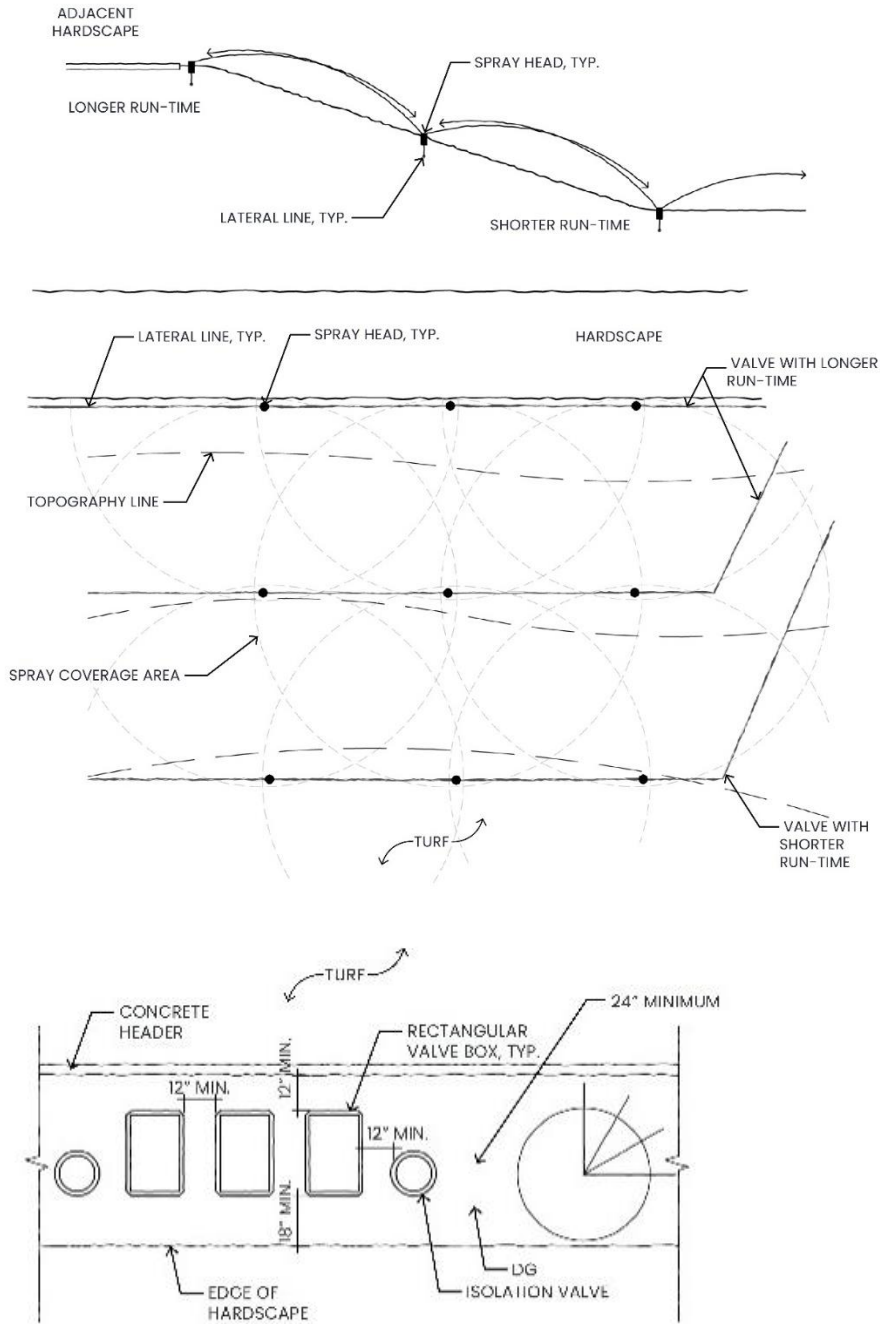 ADJACENT
HARDSCAPE
SPRAY HEAD, TYP.
LONGER RUN-TIME
LATERAL LINE, TYP.
SHORTER RUN-TIME
LATERAL LINE, TYP.
SPRAY HEAD, TYP.
HARDSCAPE
VALVE WITH LONGER
RUN-TIME
TOPOGRAPHY LINE
SPRAY COVERAGE AREA
TURF
VALVE WITH
SHORTER
RUN-TIME
TURF
CONCRETE
HEADER
24" MINIMUM
RECTANGULAR
VALVE BOX, TYP.
12" MIN.
12" MIN.
12" MIN.
18" MIN.
DG
ISOLATION VALVE
EDGE OF
HARDSCAPE